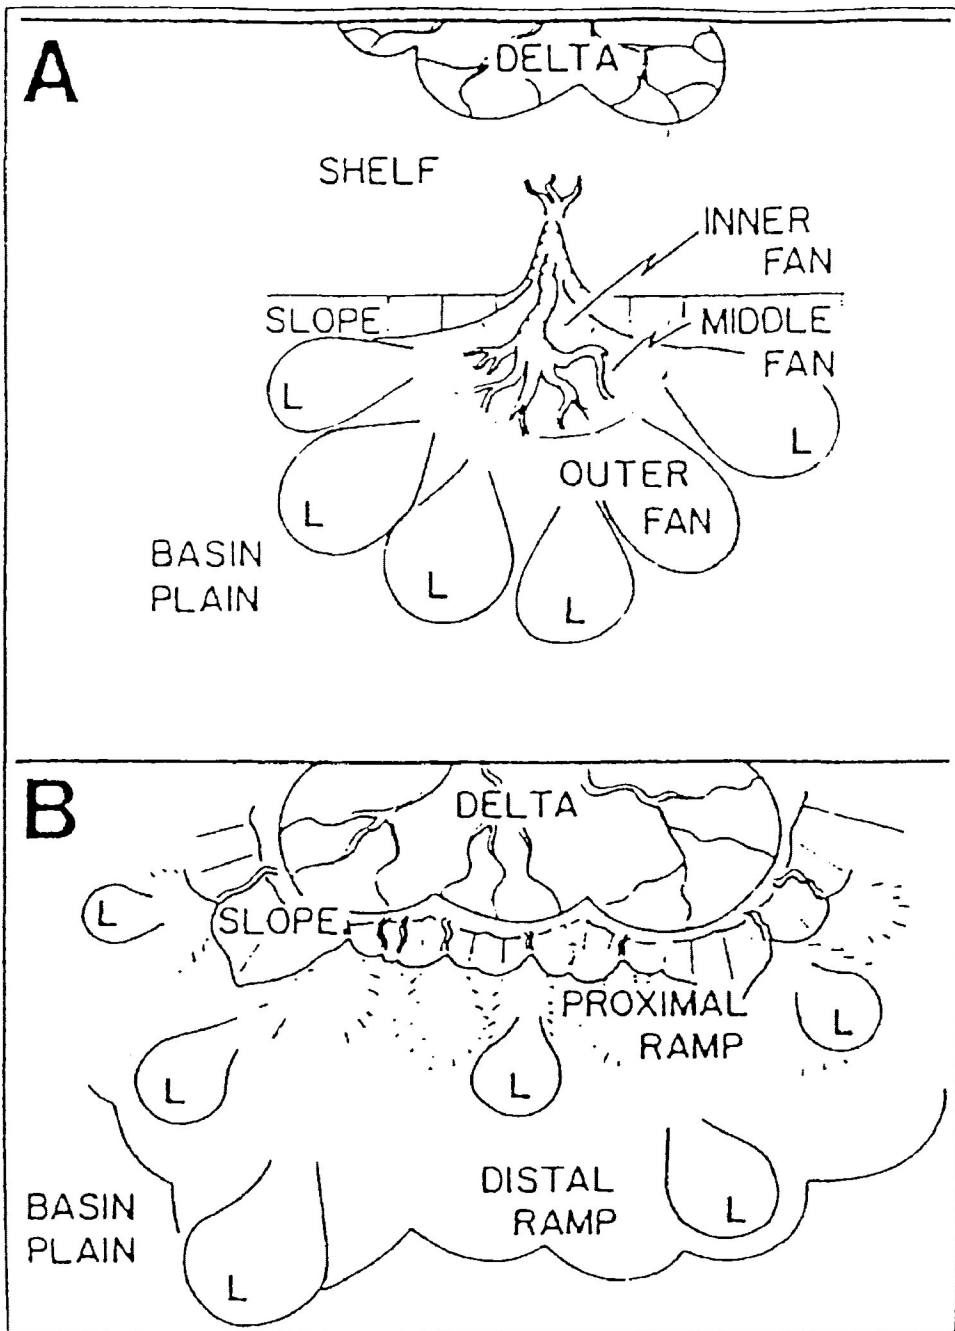 A
DELTA
SHELF
INNER
FAN
SLOPE
MIDDLE
FAN
L
L
OUTER
FAN
L
BASIN
PLAIN
L
L
B
DELTA
L
SLOPE
PROXIMAL
RAMP
L
L
L
DISTAL
RAMP
BASIN
PLAIN
L
L